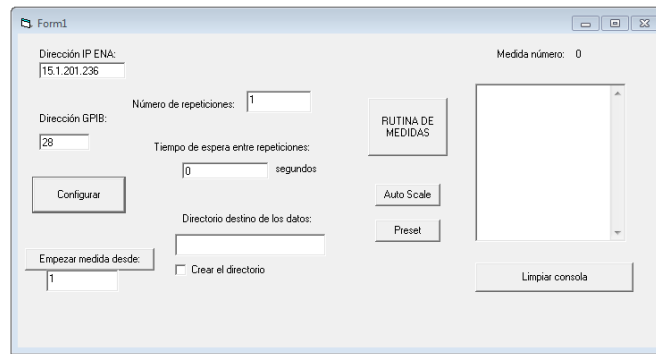 Form1
Dirección IP ENA:
15.1.201.236
Medida número: 0
Número de repeticiones: 1
Dirección GPIB:
28
RUTINA DE
MEDIDAS
Tiempo de espera entre repeticiones:
0 segundos
Configurar
Auto Scale
Directorio destino de los datos:
Preset
Empezar medida desde:
1
Crear el directorio
Limpiar consola